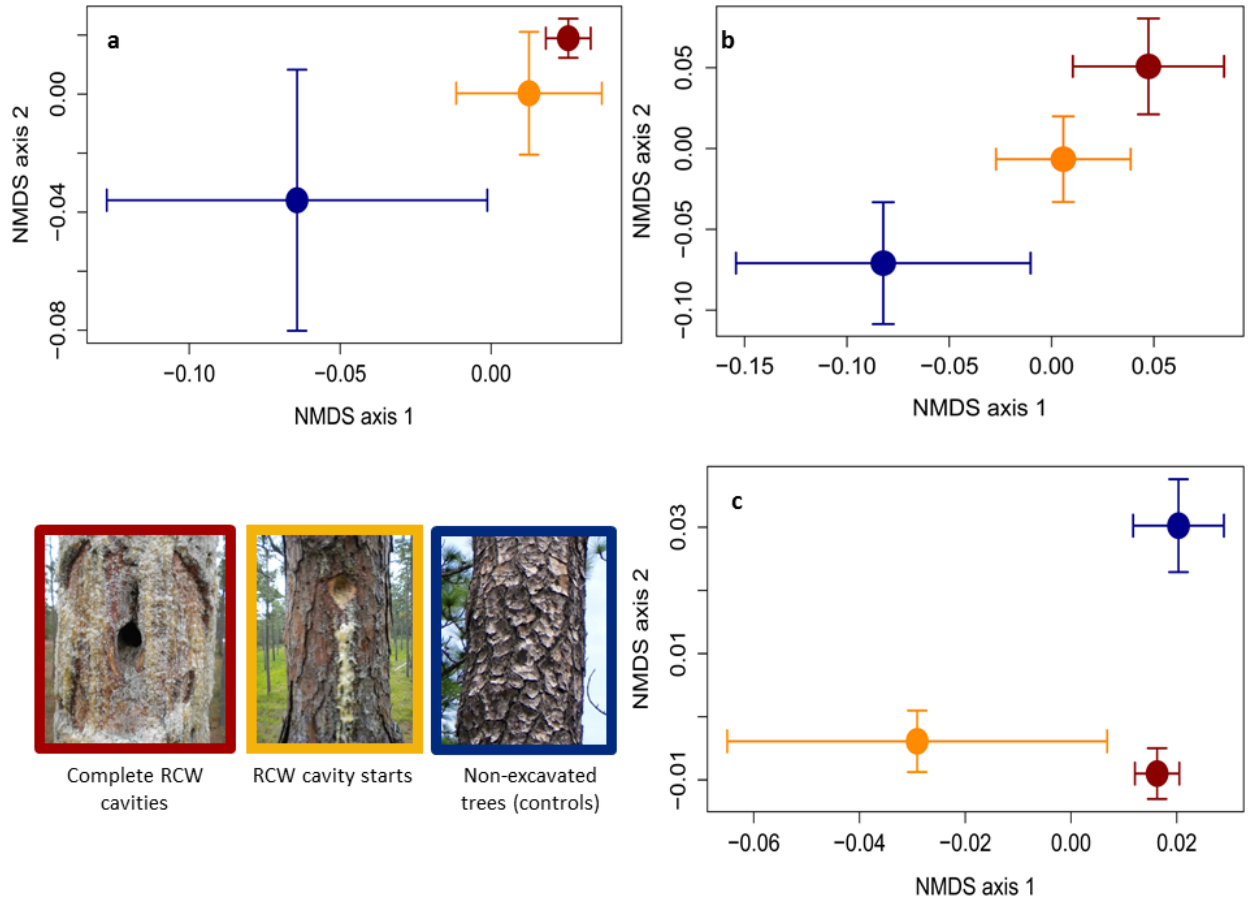 a
0.00
−0.04
−0.08
NMDS axis 2
−0.10
−0.05
0.00
NMDS axis 1
b
0.05
0.00
−0.05
−0.10
NMDS axis 2
−0.15
−0.10
−0.05
0.00
0.05
NMDS axis 1
Complete RCW
cavities
RCW cavity starts
Non-excavated
trees (controls)
c
0.03
0.01
−0.01
NMDS axis 2
−0.06
−0.04
−0.02
0.00
0.02
NMDS axis 1